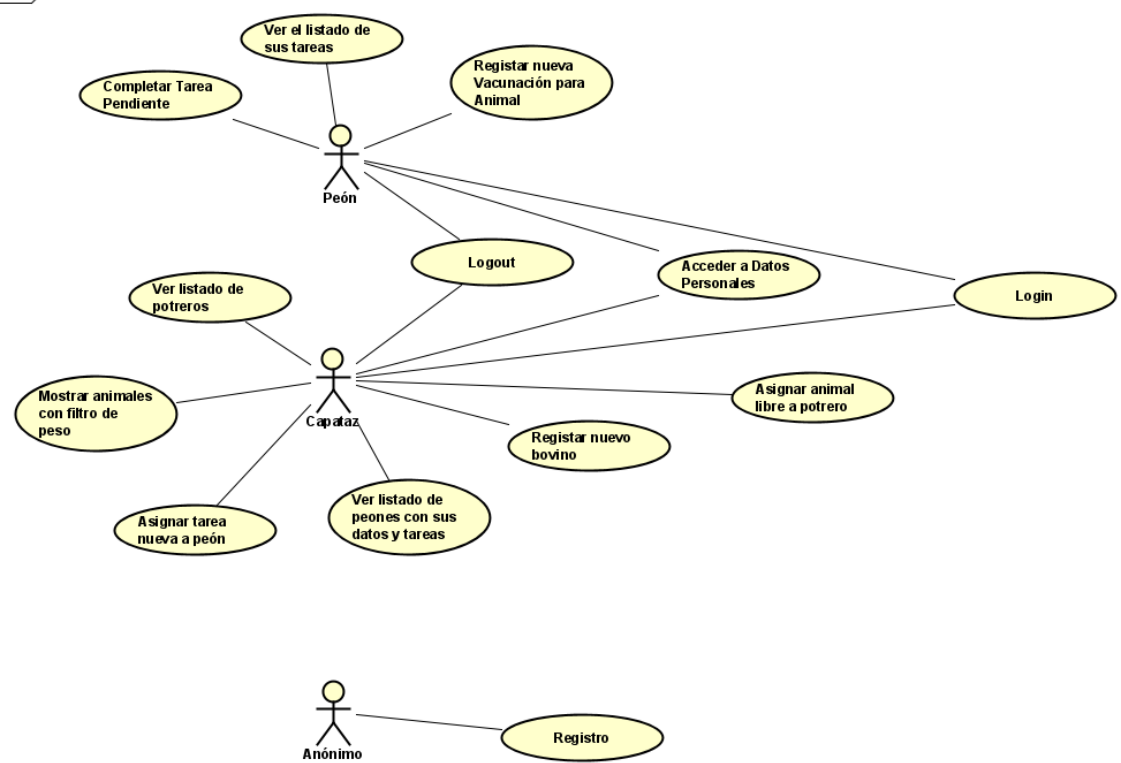 Ver el listado de
sus tareas
Registar nueva
Vacunación para
Animal
Completar Tarea
Pendiente
Peón
Logout
Acceder a Datos
Personales
Login
Ver listado de
potreros
Mostrar animales
con filtro de
peso
Capataz
Asignar animal
libre a potrero
Registar nuevo
bovino
Ver listado de
peones con sus
datos y tareas
Asignar tarea
nueva a peón
Anónimo
Registro